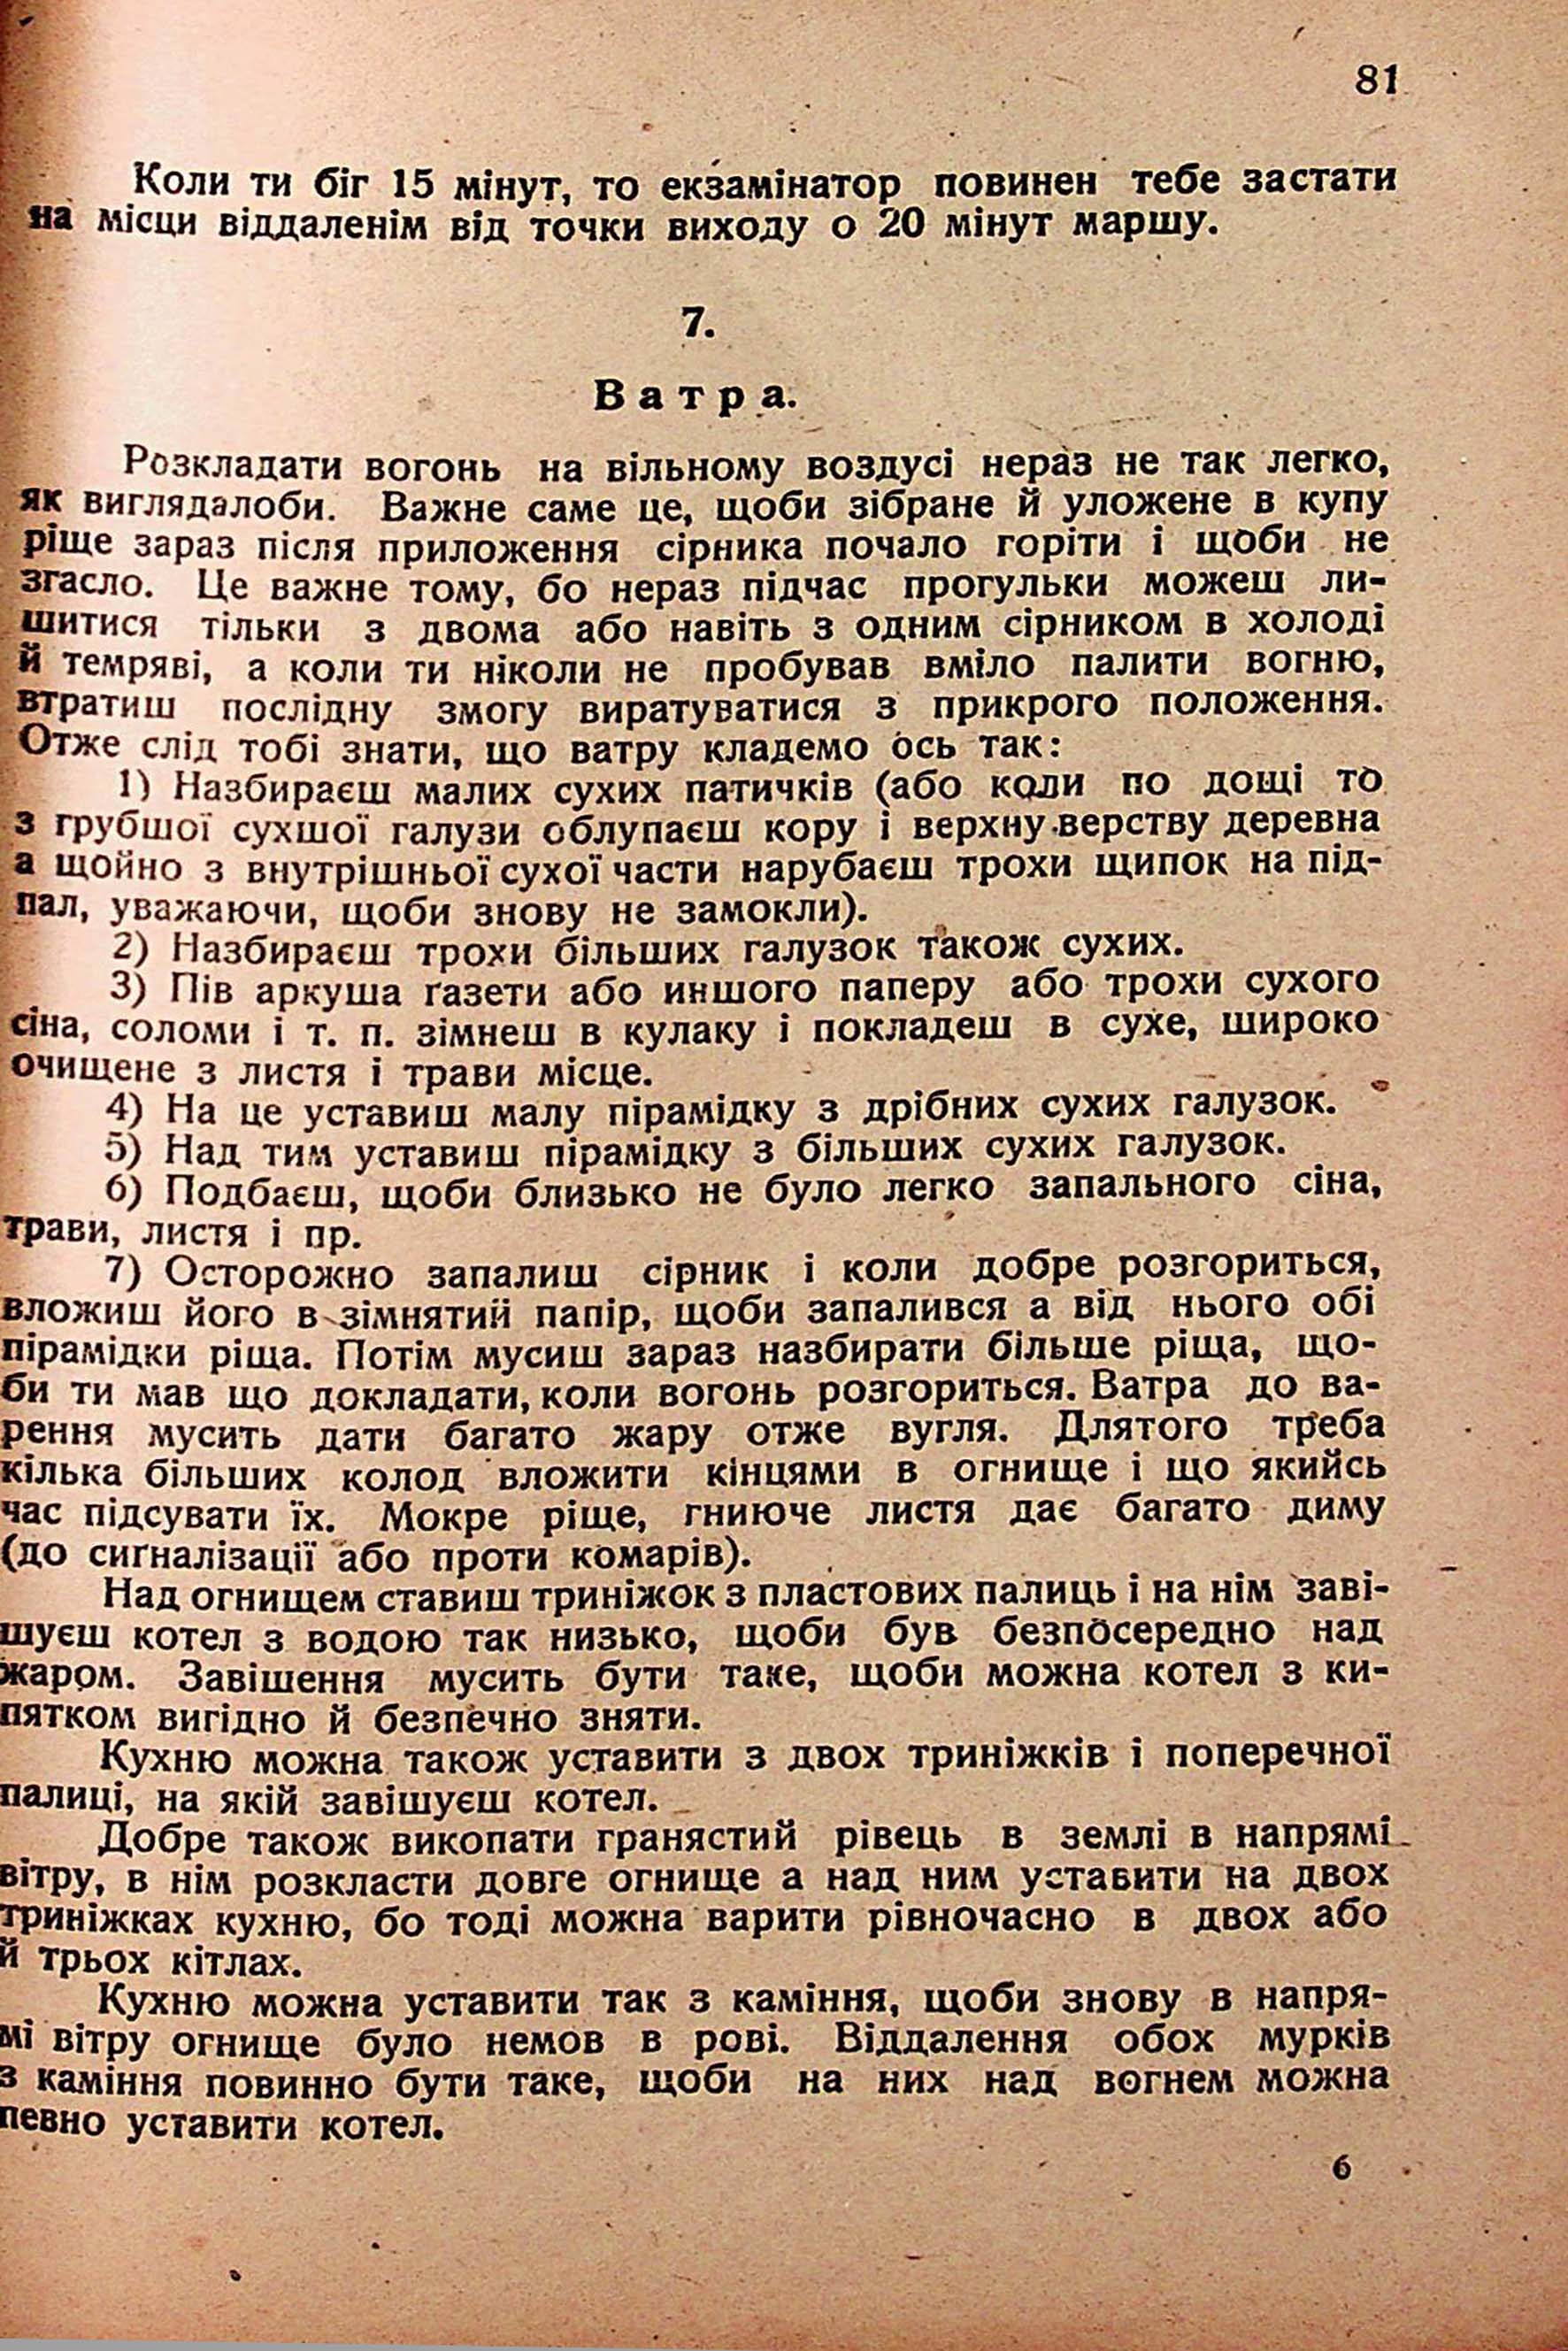 81
Коли ти біг 15 мінут, то екзамінатор повинен тебе застати
на місци віддаленім від точки виходу о 20 мінут маршу.
7.
Ватра.
Розкладати вогонь на вільному воздусі нераз не так легко,
як виглядалоби. Важне саме це, щоби зібране й уложене в купу
ріще зараз після приложення сірника почало горіти і щоби не
згасло. Це важне тому, бо нераз підчас прогульки можеш ли-
шитися тільки з двома або навіть з одним сірником в холоді
й темряві, а коли ти ніколи не пробував вміло палити вогню,
втратиш послідну змогу виратуватися з прикрого положення.
Отже слід тобі знати, що ватру кладемо ось так:
1) Назбираєш малих сухих патичків (або коли по дощі то
з грубшої сухшої галузи облупаєш кору і верхну верству деревна
а щойно з внутрішньої сухої части нарубаєш трохи щипок на під-
пал, уважаючи, щоби знову не замокли).
2) Назбираєш трохи більших галузок також сухих.
3) Пів аркуша ґазети або иншого паперу або трохи сухого
сіна, соломи і т. п. зімнеш в кулаку і покладеш в сухе, широко
очищене з листя і трави місце.
4) На це уставиш малу пірамідку з дрібних сухих галузок.
5) Над тим уставиш пірамідку з більших сухих галузок.
6) Подбаєш, щоби близько не було легко запального сіна,
трави, листя і пр.
7) Осторожно запалиш сірник і коли добре розгориться,
вложиш його в зімнятий папір, щоби запалився а від нього обі
пірамідки ріща. Потім мусиш зараз назбирати більше ріща, що-
би ти мав що докладати, коли вогонь розгориться. Ватра до ва-
рення мусить дати багато жару отже вугля. Длятого треба
кілька більших колод вложити кінцями в огнище і що якийсь
час підсувати їх. Мокре ріще, гниюче листя дає багато диму
(до сиґналізації або проти комарів).
Над огнищем ставиш триніжок з пластових палиць і на нім заві-
шуєш котел з водою так низько, щоби був безпосередно над
жаром. Завішення мусить бути таке, щоби можна котел з ки-
пятком вигідно й безпечно зняти.
Кухню можна також уставити з двох триніжків і поперечної
палиці, на якій завішуєш котел.
Добре також викопати гранястий рівець в землі в напрямі
вітру, в нім розкласти довге огнище а над ним уставити на двох
триніжках кухню, бо тоді можна варити рівночасно в двох або
й трьох кітлах.
Кухню можна уставити так з каміння, щоби знову в напря-
мі вітру огнище було немов в рові. Віддалення обох мурків
з каміння повинно бути таке, щоби на них над вогнем можна
певно уставити котел.
6